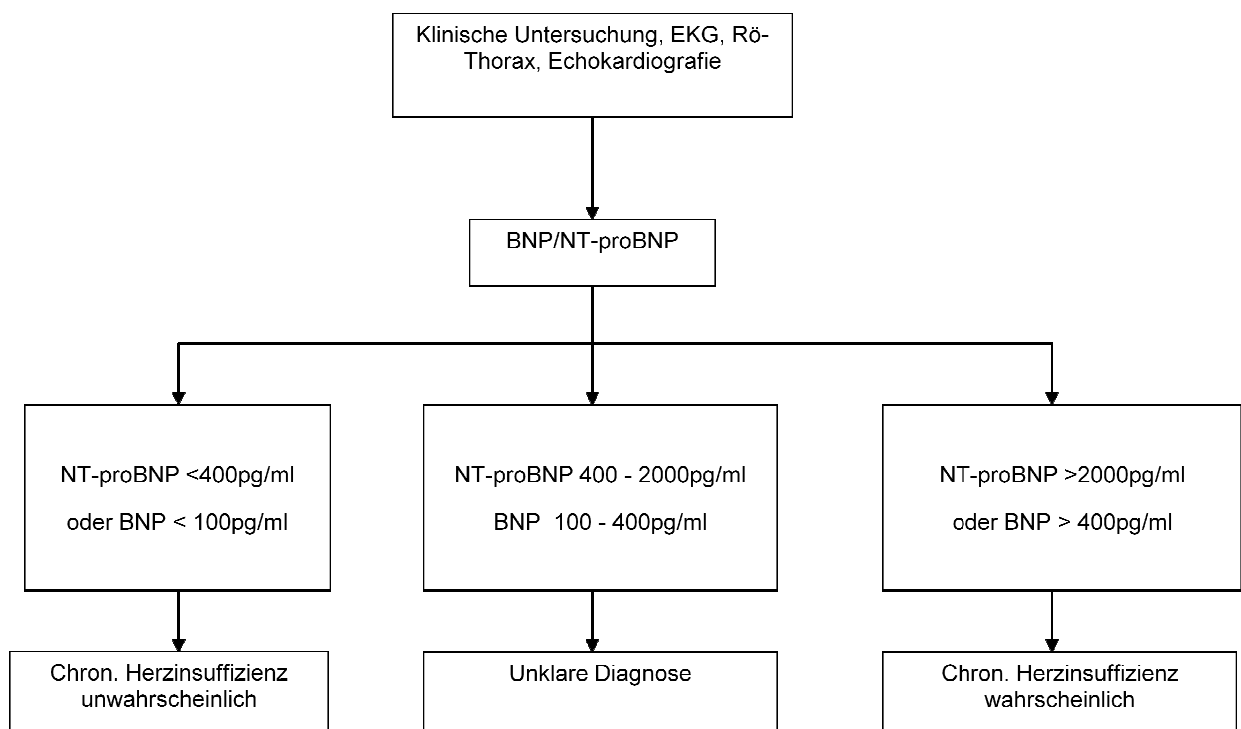 Klinische Untersuchung, EKG, Rö-
Thorax, Echokardiografie
BNP/NT-proBNP
NT-proBNP <400pg/ml
oder BNP < 100pg/ml
NT-proBNP 400 - 2000pg/ml
BNP  100 - 400pg/ml
NT-proBNP >2000pg/ml
oder BNP > 400pg/ml
Chron. Herzinsuffizienz
unwahrscheinlich
Unklare Diagnose
Chron. Herzinsuffizienz
wahrscheinlich